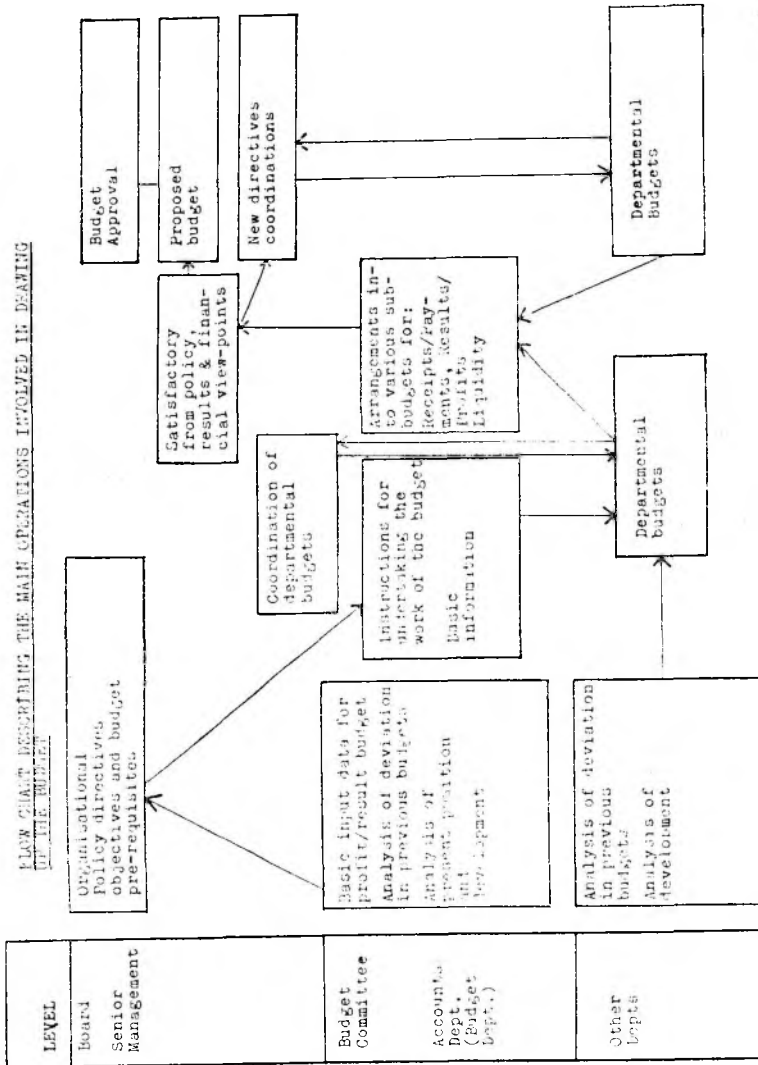 FLOW CHART DESCRIBING THE MAIN OPERATIONS INVOLVED IN DRAWING
OF THE BUDGET
LEVEL
Board
Senior
Management
Budget
Committee
Accounts
Dept.
(Budget
Dept.)
Other
Depts
Organisational
Policy directives
objectives and budget
pre-requisites
Basic input data for
profit/result budget
Analysis of deviation
in previous budgets
Analysis of
present position
and
development
Analysis of deviation
in previous
budgets
Analysis of
development
Coordination of
departmental
budgets
Instructions for
undertaking the
work of the budget
Basic
information
Departmental
budgets
Satisfactory
from policy,
results & finan-
cial view-points
Arrangements in-
to various sub-
budgets for:
Receipts/Pay-
ments, Results/
Profits
Liquidity
Budget
Approval
Proposed
budget
New directives
coordinations
Departmental
Budgets